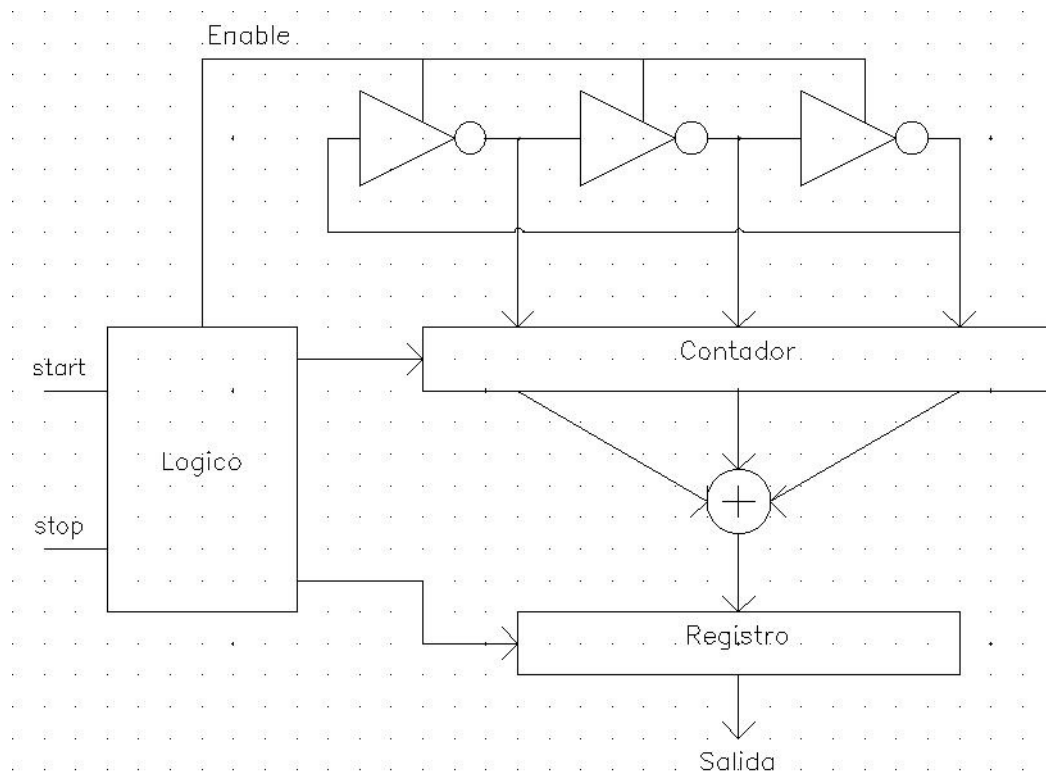 Enable
Contador
start
Logico
stop
+
Registro
Salida